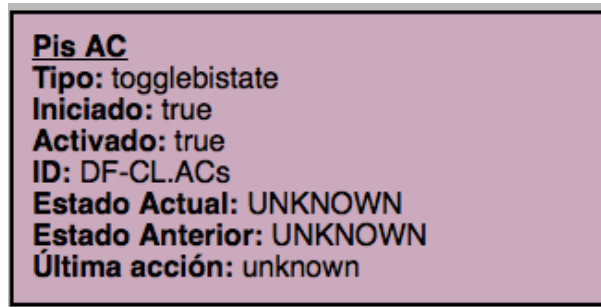 Pis AC
Tipo: togglebistate
Iniciado: true
Activado: true
ID: DF-CL.ACs
Estado Actual: UNKNOWN
Estado Anterior: UNKNOWN
Última acción: unknown